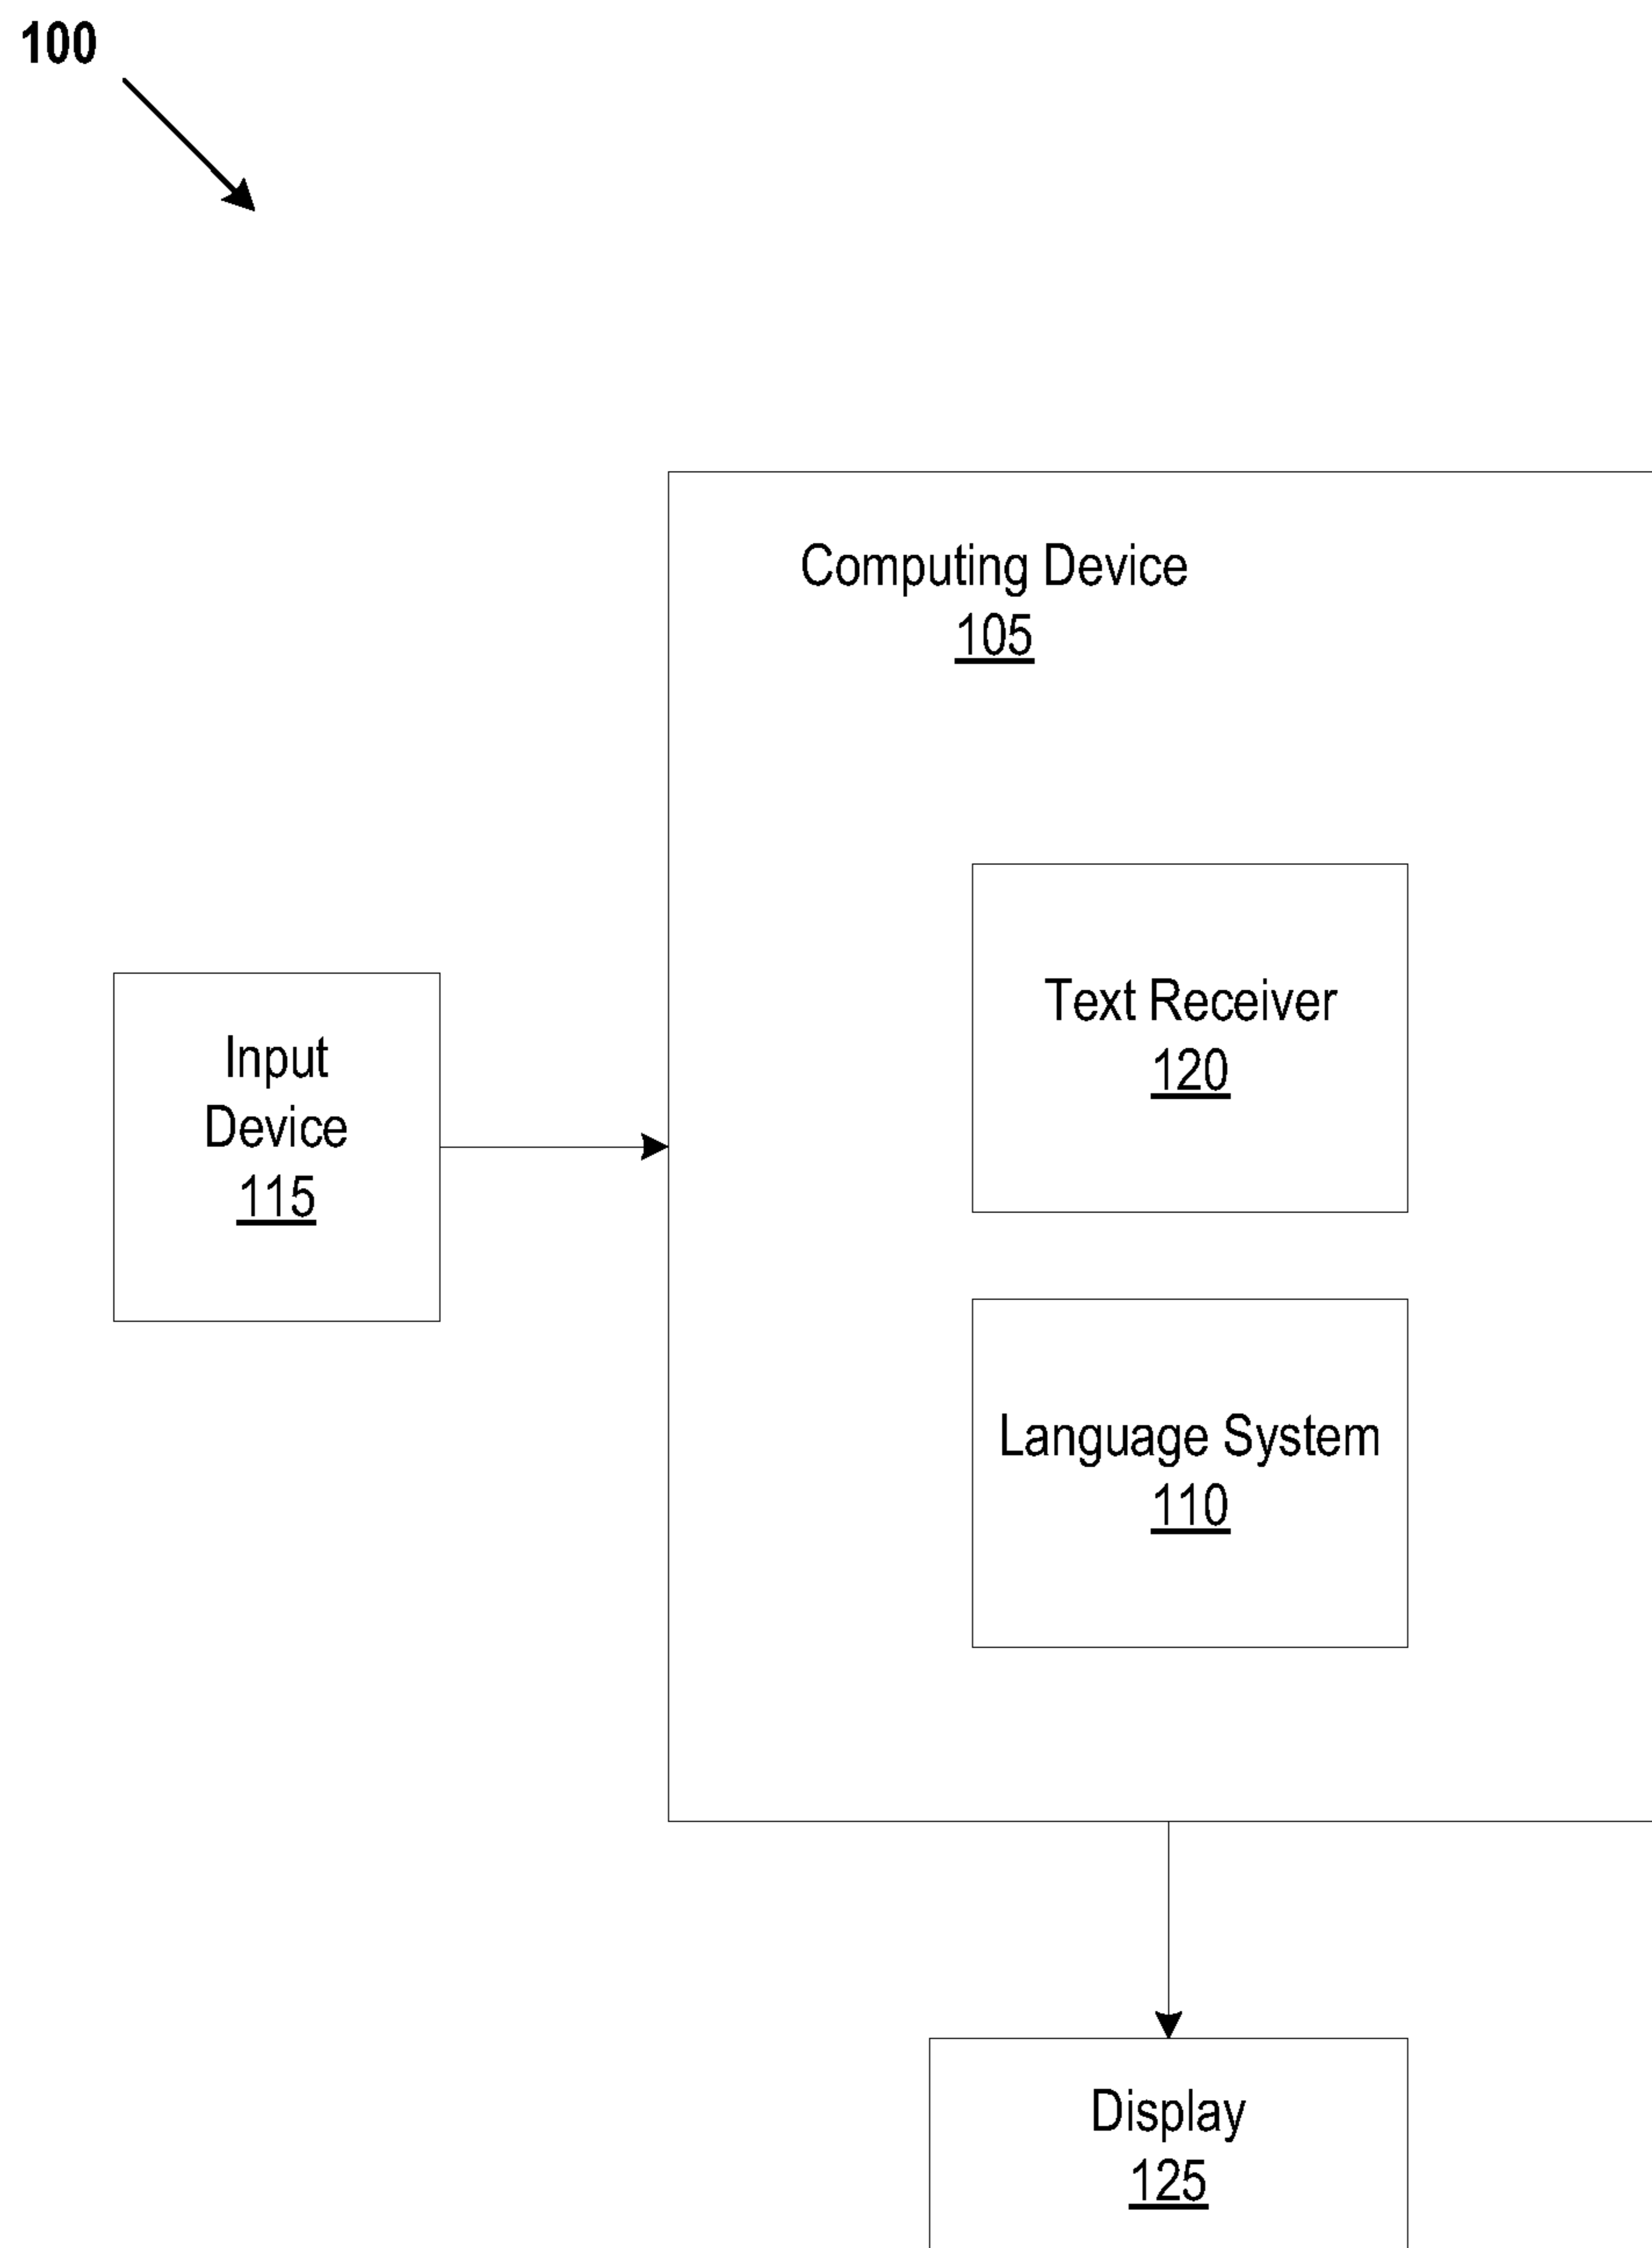 100
Computing Device
105
Text Receiver
120
Input
Device
115
Language System
110
Display
125